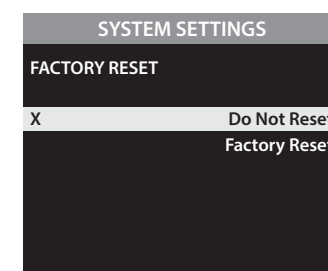 SYSTEM SETTINGS
FACTORY RESET
X Do Not Reset
Factory Reset